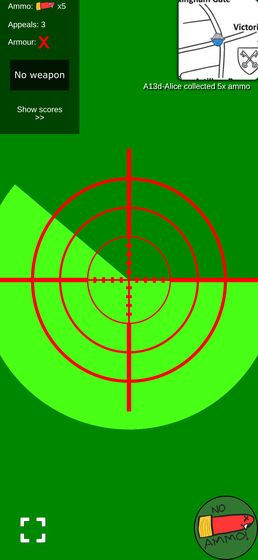 Ammo: x5
Appeals: 3
Armour: X
No weapon
Show scores
>>
Victori
A13d-Alice collected 5x ammo
NO
AMMO!